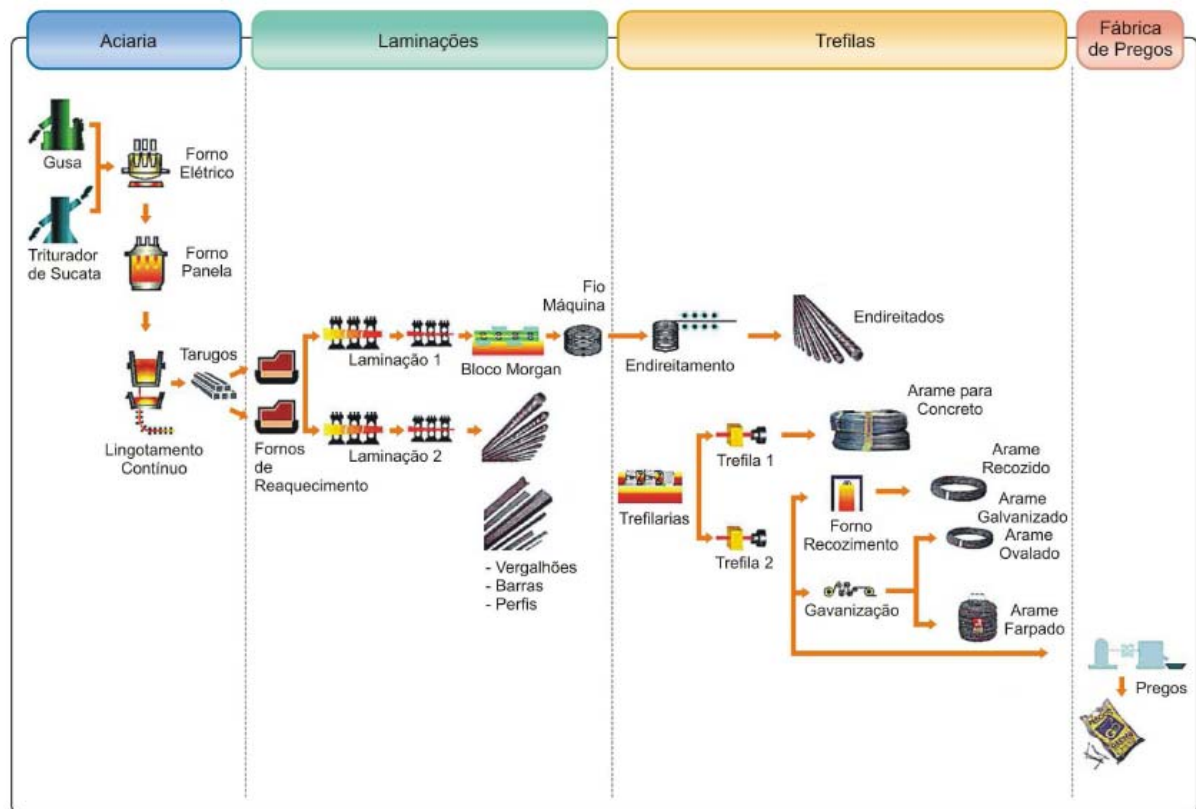 Aciaria
Laminações
Trefilas
Fábrica
de Pregos
Gusa
Forno
Elétrico
Triturador
de Sucata
Forno
Panela
Tarugos
Lingotamento
Contínuo
Fornos
de
Reaquecimento
Laminação 1
Bloco Morgan
Fio
Máquina
Laminação 2
- Vergalhões
- Barras
- Perfis
Endireitamento
Endireitados
Trefilarias
Trefila 1
Arame para
Concreto
Trefila 2
Forno
Recozimento
Arame
Recozido
Gavanização
Arame
Galvanizado
Arame
Ovalado
Arame
Farpado
Pregos